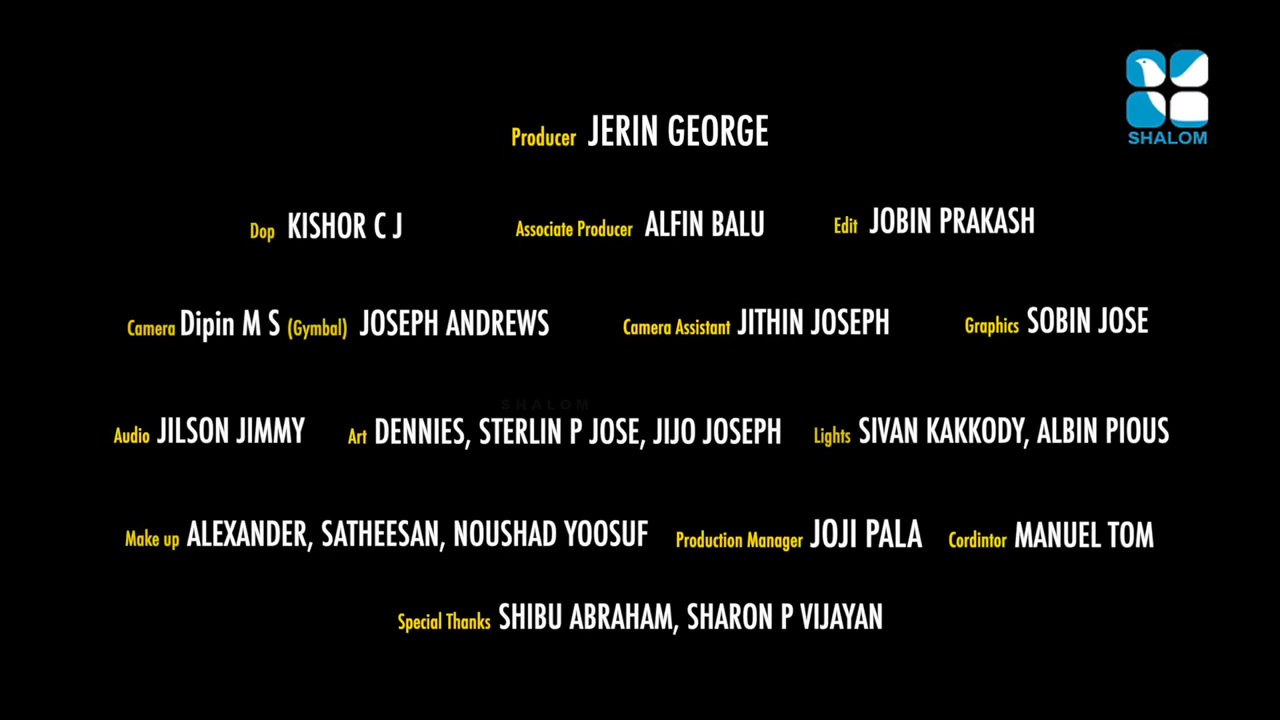 SHALOM
Producer JERIN GEORGE
Dop KISHOR C J Associate Producer ALFIN BALU Edit JOBIN PRAKASH
Camera Dipin M S (Gymbal) JOSEPH ANDREWS Camera Assistant JITHIN JOSEPH Graphics SOBIN JOSE
SHALOM
Audio JILSON JIMMY Art DENNIES, STERLIN P JOSE, JIJO JOSEPH Lights SIVAN KAKKODY, ALBIN PIOUS
Make up ALEXANDER, SATHEESAN, NOUSHAD YOOSUF Production Manager JOJI PALA Cordintor MANUEL TOM
Special Thanks SHIBU ABRAHAM, SHARON P VIJAYAN